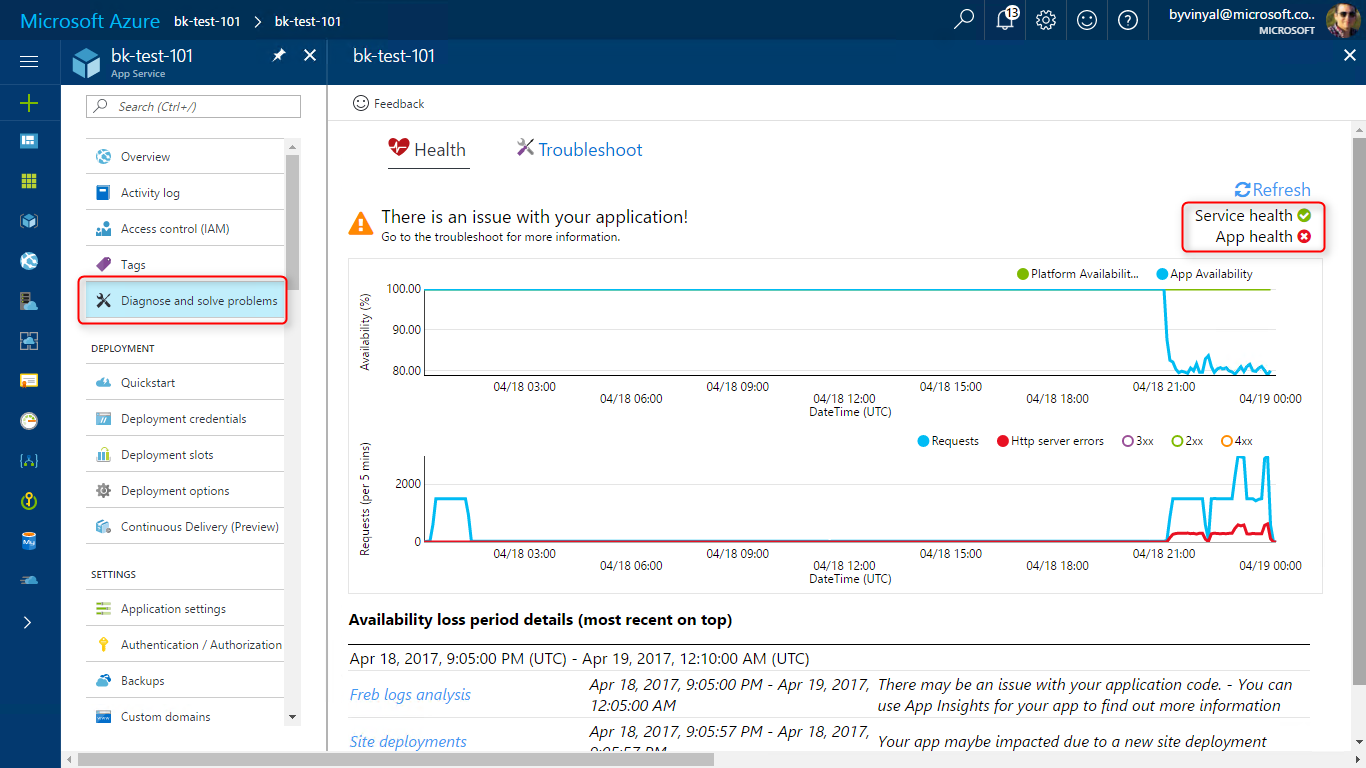 Microsoft Azure bk-test-101 > bk-test-101
13
byvinyal@microsoft.co..
MICROSOFT
bk-test-101
App Service
Search (Ctrl+/)
Overview
Activity log
Access control (IAM)
Tags
Diagnose and solve problems
DEPLOYMENT
Quickstart
Deployment credentials
Deployment slots
Deployment options
Continuous Delivery (Preview)
SETTINGS
Application settings
Authentication / Authorization
Backups
Custom domains
bk-test-101
Feedback
Health Troubleshoot
Refresh
There is an issue with your application!
Go to the troubleshoot for more information.
Service health
App health
Platform Availabilit... App Availability
Availability (%)
100.00
90.00
80.00
04/18 03:00 04/18 09:00 04/18 15:00 04/18 21:00
04/18 06:00 04/18 12:00 04/18 18:00 04/19 00:00
DateTime (UTC)
Requests Http server errors 3xx 2xx 4xx
Requests (per 5 mins)
2000
0
04/18 03:00 04/18 09:00 04/18 15:00 04/18 21:00
04/18 06:00 04/18 12:00 04/18 18:00 04/19 00:00
DateTime (UTC)
Availability loss period details (most recent on top)
Apr 18, 2017, 9:05:00 PM (UTC) - Apr 19, 2017, 12:10:00 AM (UTC)
Freb logs analysis
Apr 18, 2017, 9:05:00 PM - Apr 19, 2017,
12:05:00 AM
There may be an issue with your application code. - You can
use App Insights for your app to find out more information
Site deployments
Apr 18, 2017, 9:05:57 PM - Apr 18, 2017,
9:05:57 PM
Your app maybe impacted due to a new site deployment